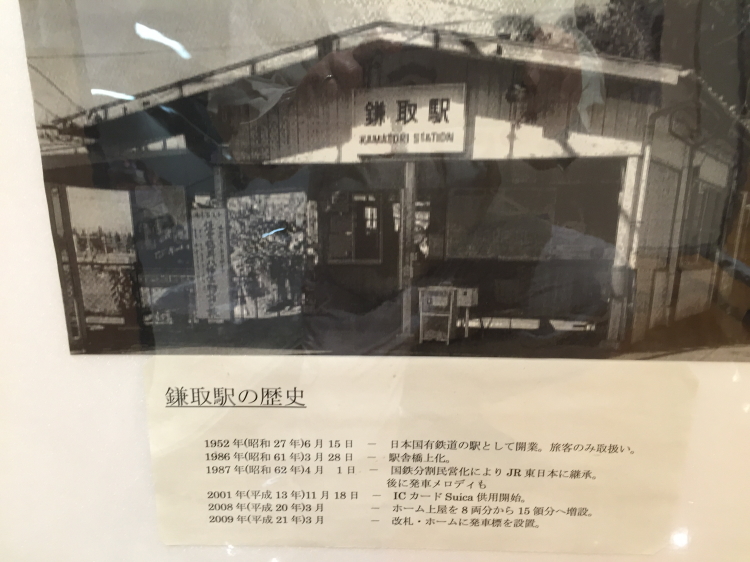 鎌取駅
KAMATORI STATION
鎌取駅の歴史
1952年(昭和27年)6月15日 － 日本国有鉄道の駅として開業。旅客のみ取扱い。
1986年(昭和61年)3月28日 － 駅舎橋上化。
1987年(昭和62年)4月 1日 － 国鉄分割民営化によりJR東日本に継承。
後に発車メロディも
2001年(平成13年)11月18日 － ICカードSuica供用開始。
2008年(平成20年)3月 － ホーム上屋を8両分から15領分へ増設。
2009年(平成21年)3月 － 改札・ホームに発車標を設置。